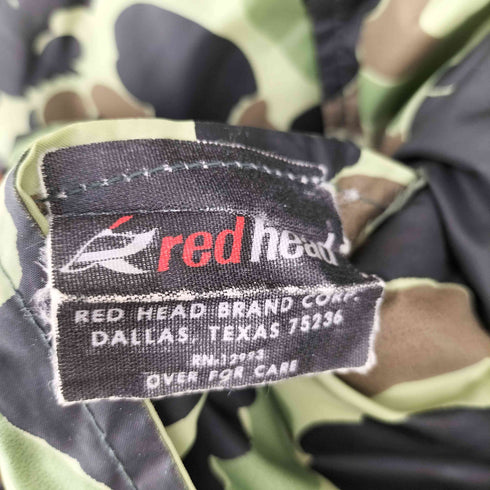 red head
RED HEAD BRAND CORP.
DALLAS, TEXAS 75236
OVER FOR CARE